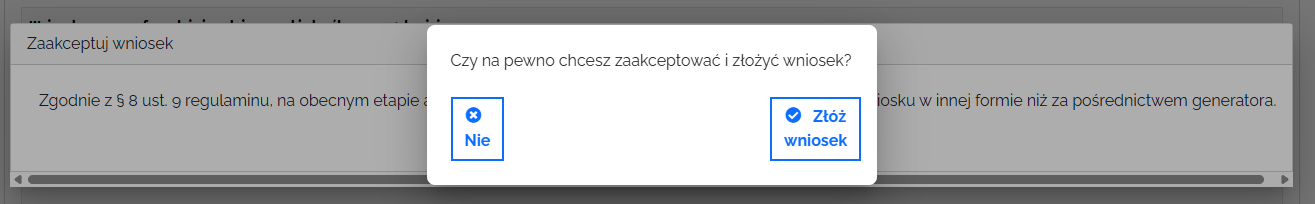 Zaakceptuj wniosek
Czy na pewno chcesz zaakceptować i złożyć wniosek?
Zgodnie z § 8 ust. 9 regulaminu, na obecnym etapie
w innej formie niż za pośrednictwem generatora.
Nie
Złóż
wniosek